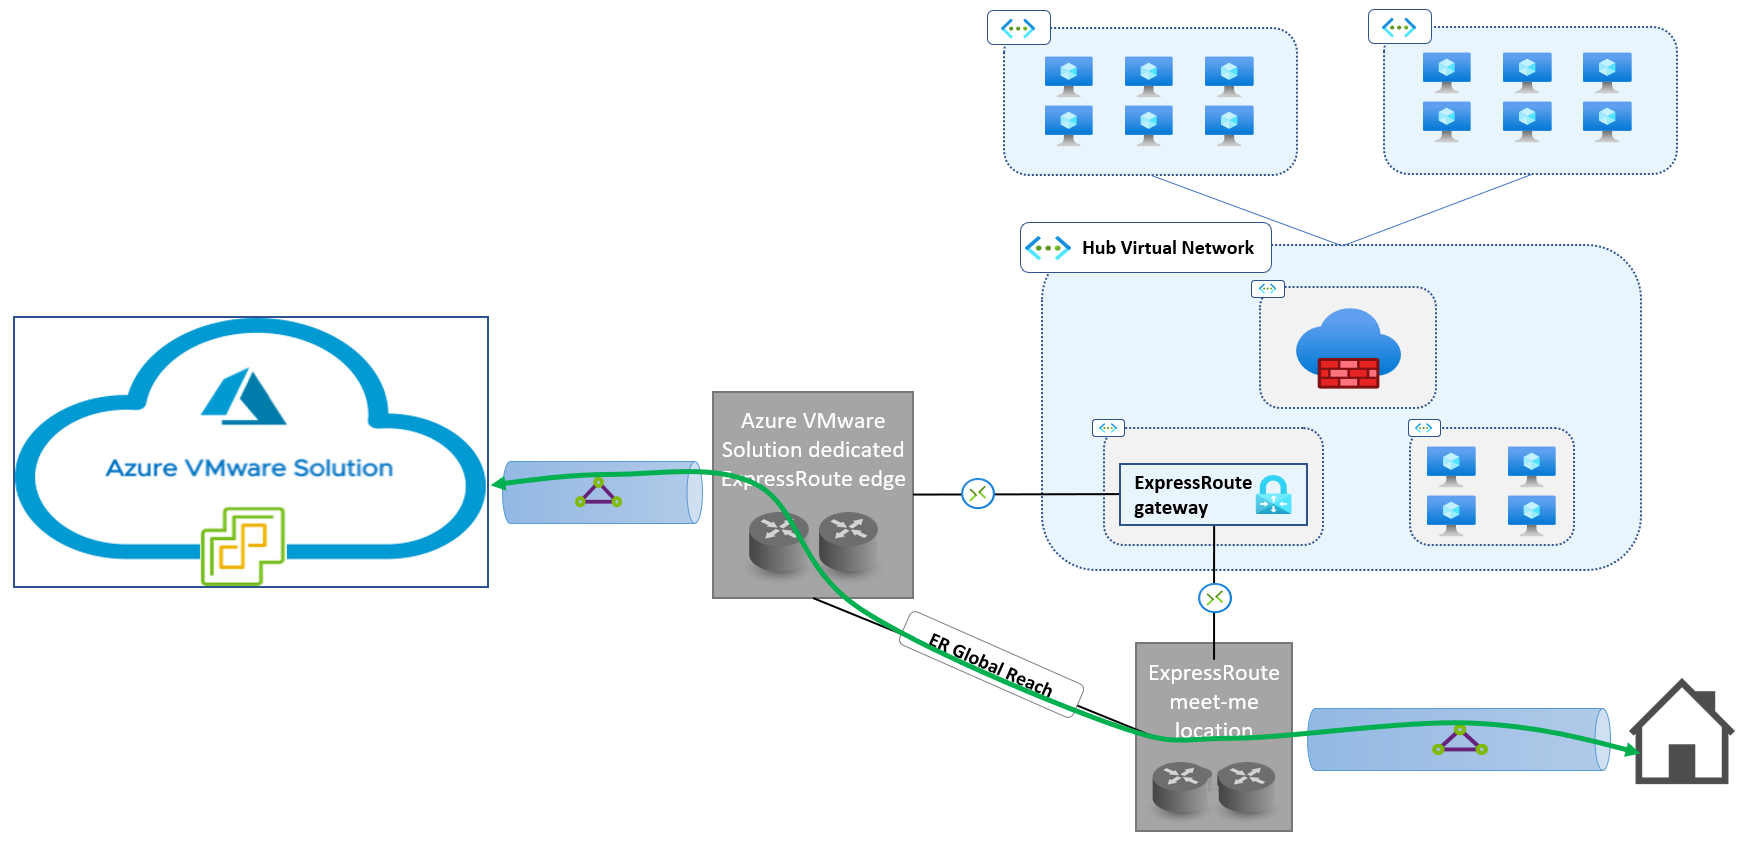 Hub Virtual Network
Azure VMware Solution
Azure VMware
Solution dedicated
ExpressRoute edge
ExpressRoute
gateway
ER Global Reach
ExpressRoute
meet-me
location